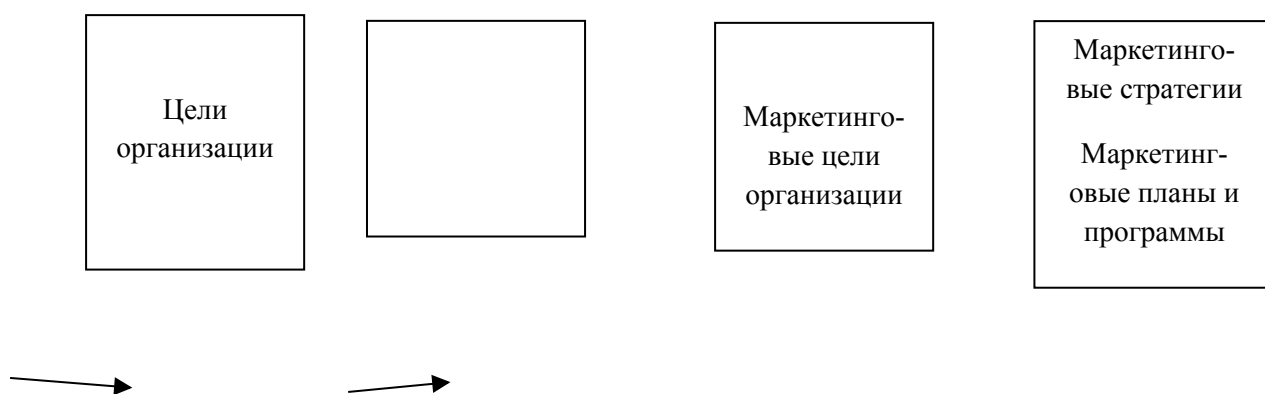 Цели
организации
Маркетинго-
вые цели
организации
Маркетинго-
вые стратегии
Маркетинг-
овые планы и
программы